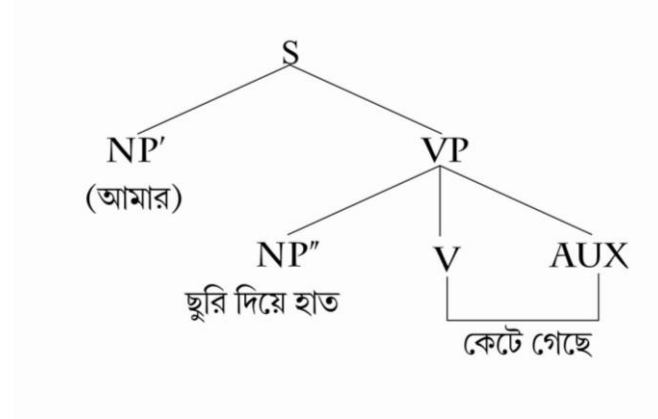 S
NP′ VP
(আমার)
NP″ V AUX
ছুরি দিয়ে হাত
কেটে গেছে